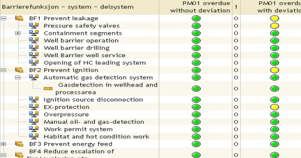 Barrierefunksjon - system - delsystem
PM01 overdue without deviation
0
PM01 overdue with deviation
BF1 Prevent leakage
Pressure safety valves
Containment segments
Well barrier operation
Well barrier drilling
Well barrier well service
Opening of HC leading system
BF2 Prevent ignition
Automatic gas detection system
Gasdetection in wellhead and
processarea
Ignition source disconnection
EX-protection
Overpressure
Manual oil- and gas-detection
Work permit system
Habitat and hot condition work
BF3 Prevent energy feed
BF4 Reduce escalation of